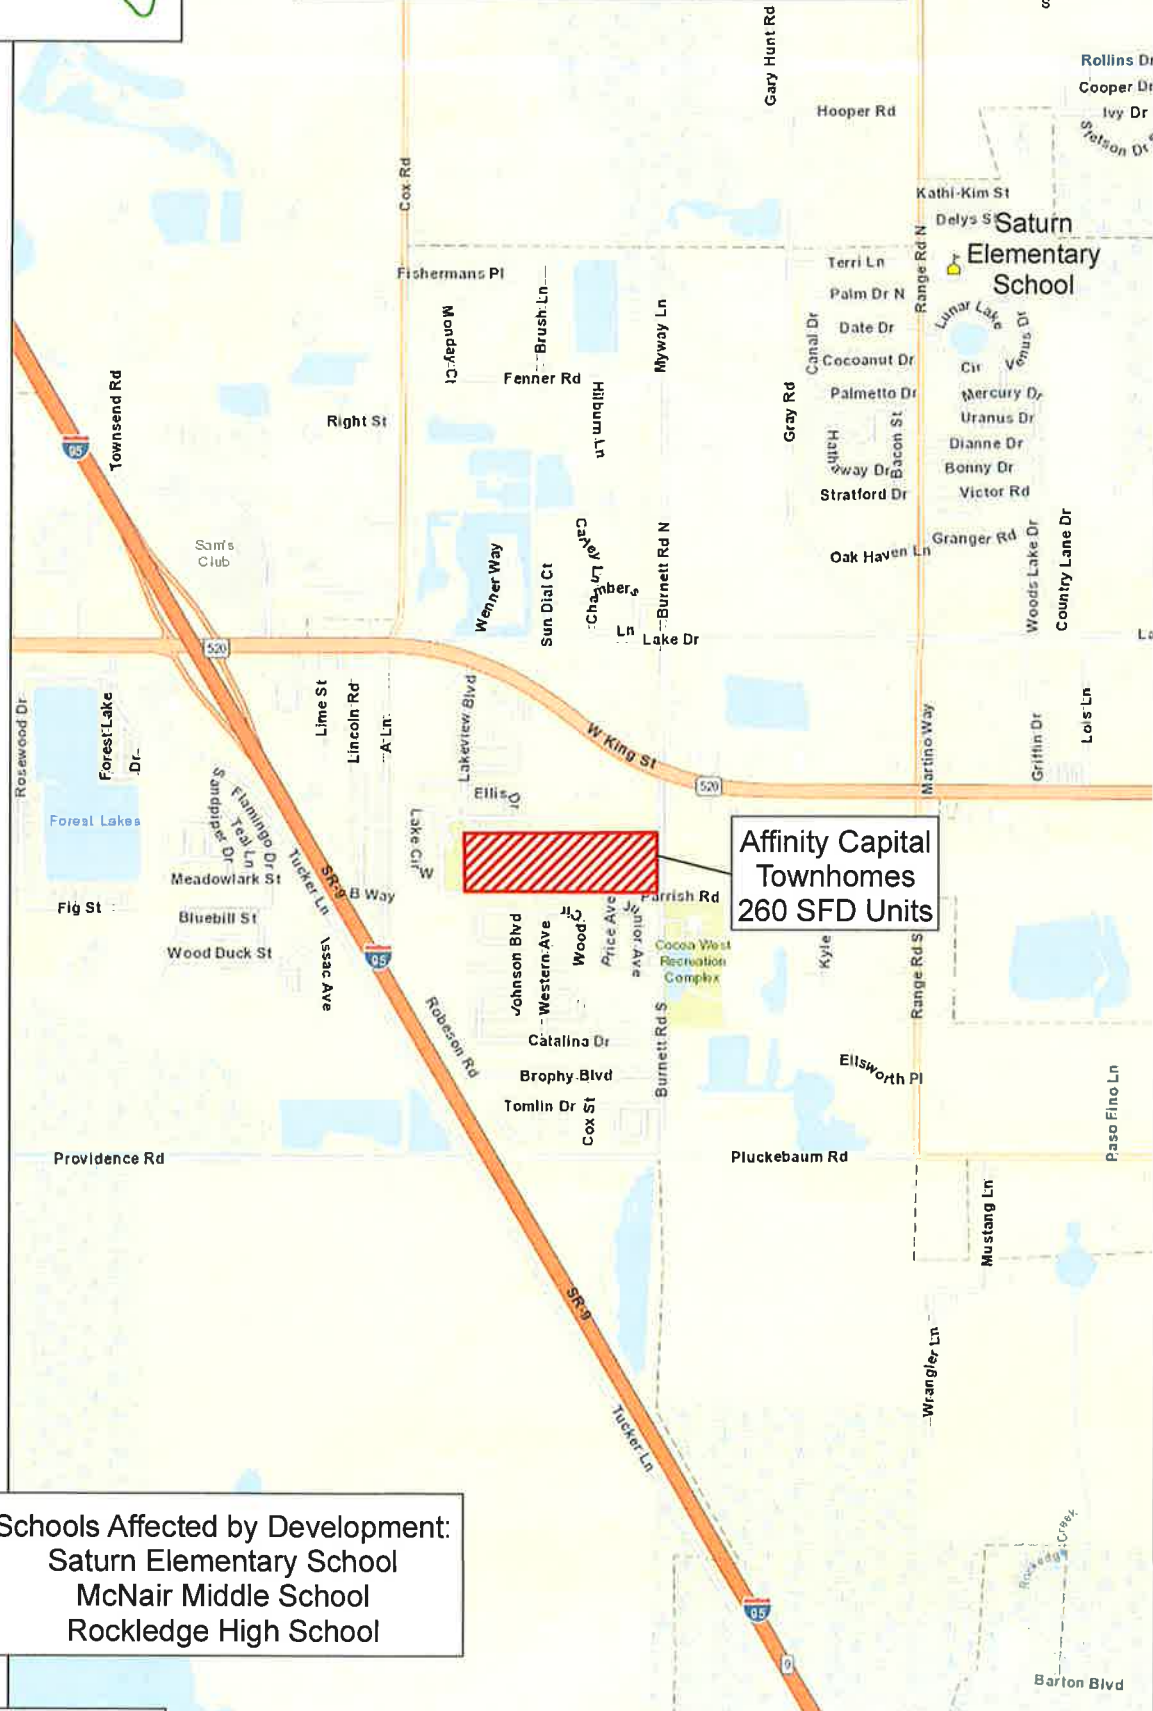 Gary Hunt Rd
Rollins Dr
Cooper Dr
Ivy Dr
Stetson Dr
Hooper Rd
Cox Rd
Kathi-Kim St
Delys St
Saturn
Elementary
School
Range Rd N
Fishermans Pl
Terri Ln
Palm Dr N
Date Dr
Canal Dr
Cocoanut Dr
Palmetto Dr
Lunar Lake
Cir
Venus Dr
Mercury Dr
Uranus Dr
Dianne Dr
Bonny Dr
Victor Rd
Monday Ct
Brush Ln
Myway Ln
Fenner Rd
Hilburn Ln
Right St
Townsend Rd
95
Gray Rd
Bacon St
Stratford Dr
Oak Haven Ln
Granger Rd
Woods Lake Dr
Country Lane Dr
Sam's
Club
Wenner Way
Sun Dial Ct
Carley Ln
Chambers
Ln
Burnett Rd N
Lake Dr
520
Rosewood Dr
Forest Lake
Dr
Lime St
Lincoln Rd
A Ln
Lakeview Blvd
W King St
520
Martino Way
Griffin Dr
Lois Ln
Ellis Dr
Forest Lakes
Sandpiper Dr
Flamingo Dr
Teal Ln
Meadowlark St
Tucker Ln
SR-9
B Way
Lake Cir W
Fig St
Bluebill St
Wood Duck St
Issac Ave
95
Affinity Capital
Townhomes
260 SFD Units
Parrish Rd
Johnson Blvd
Western Ave
Wood
Cir
Price Ave
Junior Ave
Cocoa West
Recreation
Complex
Kyle
Range Rd S
Robeson Rd
Burnett Rd S
Catalina Dr
Brophy Blvd
Tomlin Dr
Cox St
Ellsworth Pl
Paso Fino Ln
Providence Rd
Pluckebaum Rd
Mustang Ln
SR-9
Wrangler Ln
Tucker Ln
Schools Affected by Development:
Saturn Elementary School
McNair Middle School
Rockledge High School
Creek
95
9
Barton Blvd